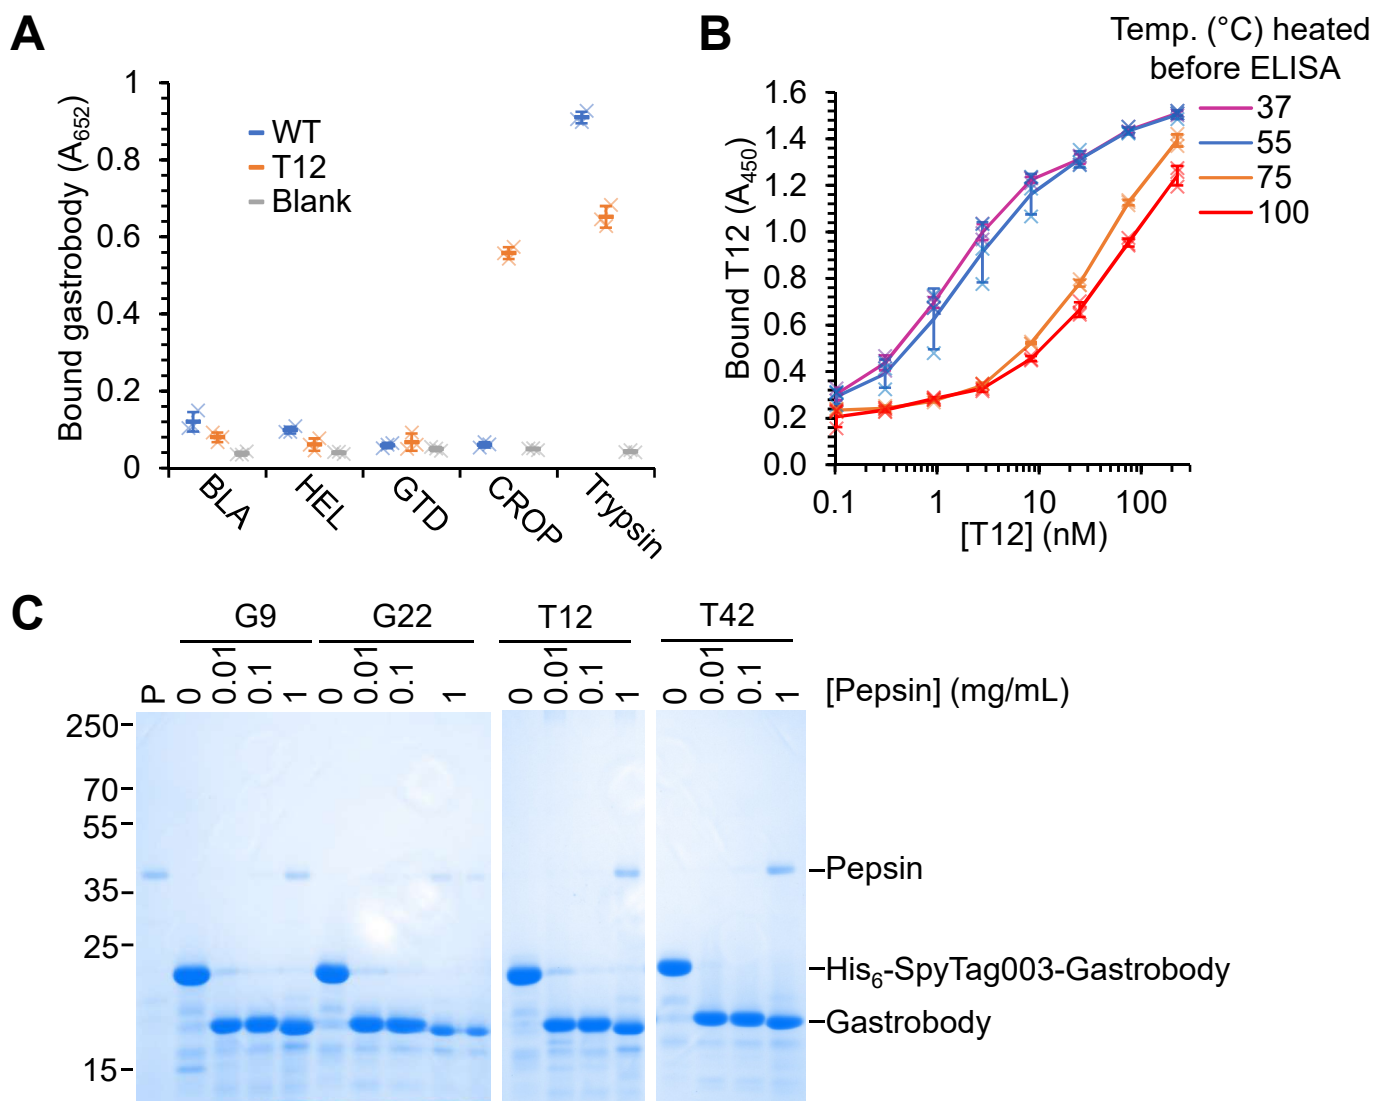 A
Bound gastrobody (A652)
1
0.8
0.6
0.4
0.2
0
WT
T12
Blank
BLA
HEL
GTD
CROP
Trypsin
B
Temp. (°C) heated
before ELISA
37
55
75
100
Bound T12 (A450)
1.6
1.4
1.2
1.0
0.8
0.6
0.4
0.2
0.0
0.1
1
10
100
[T12] (nM)
C
G9
G22
T12
T42
P
0
0.01
0.1
1
0
0.01
0.1
1
0
0.01
0.1
1
0
0.01
0.1
1
[Pepsin] (mg/mL)
250
70
55
35
25
15
Pepsin
His6-SpyTag003-Gastrobody
Gastrobody